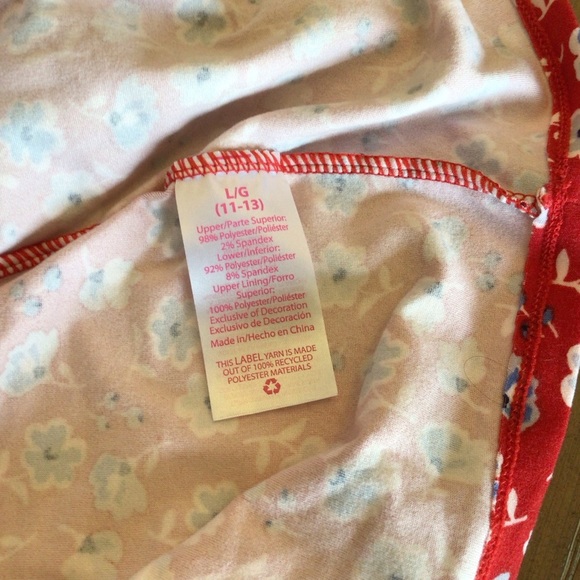 L/G
(11-13)
Upper/Parte Superior:
98% Polyester/Poliéster
2% Spandex
Lower/Inferior:
92% Polyester/Poliéster
8% Spandex
Upper Lining/Forro
Superior:
100% Polyester/Poliéster
Exclusive of Decoration
Exclusivo de Decoración
Made in/Hecho en China
THIS LABEL YARN IS MADE
OUT OF 100% RECYCLED
POLYESTER MATERIALS